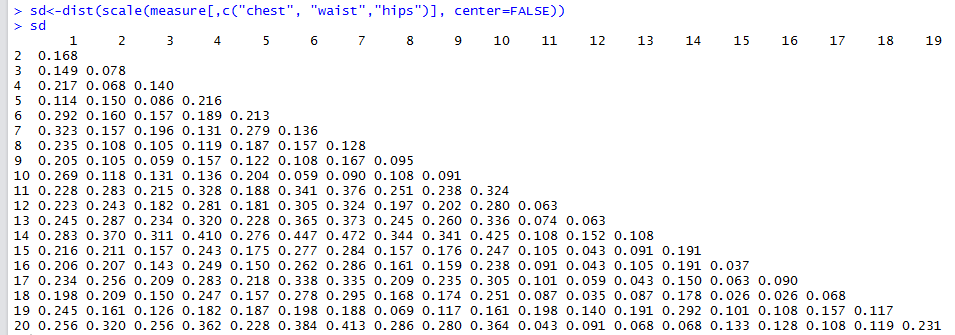 > sd<-dist(scale(measure[,c("chest", "waist","hips")], center=FALSE))
> sd
1 2 3 4 5 6 7 8 9 10 11 12 13 14 15 16 17 18 19
2 0.168
3 0.149 0.078
4 0.217 0.068 0.140
5 0.114 0.150 0.086 0.216
6 0.292 0.160 0.157 0.189 0.213
7 0.323 0.157 0.196 0.131 0.279 0.136
8 0.235 0.108 0.105 0.119 0.187 0.157 0.128
9 0.205 0.105 0.059 0.157 0.122 0.108 0.167 0.095
10 0.269 0.118 0.131 0.136 0.204 0.059 0.090 0.108 0.091
11 0.228 0.283 0.215 0.328 0.188 0.341 0.376 0.251 0.238 0.324
12 0.223 0.243 0.182 0.281 0.181 0.305 0.324 0.197 0.202 0.280 0.063
13 0.245 0.287 0.234 0.320 0.228 0.365 0.373 0.245 0.260 0.336 0.074 0.063
14 0.283 0.370 0.311 0.410 0.276 0.447 0.472 0.344 0.341 0.425 0.108 0.152 0.108
15 0.216 0.211 0.157 0.243 0.175 0.277 0.284 0.157 0.176 0.247 0.105 0.043 0.091 0.191
16 0.206 0.207 0.143 0.249 0.150 0.262 0.286 0.161 0.159 0.238 0.091 0.043 0.105 0.191 0.037
17 0.234 0.256 0.209 0.283 0.218 0.338 0.335 0.209 0.235 0.305 0.101 0.059 0.043 0.150 0.063 0.090
18 0.198 0.209 0.150 0.247 0.157 0.278 0.295 0.168 0.174 0.251 0.087 0.035 0.087 0.178 0.026 0.026 0.068
19 0.245 0.161 0.126 0.182 0.187 0.198 0.188 0.069 0.117 0.161 0.198 0.140 0.191 0.292 0.101 0.108 0.157 0.117
20 0.256 0.320 0.256 0.362 0.228 0.384 0.413 0.286 0.280 0.364 0.043 0.091 0.068 0.068 0.133 0.128 0.108 0.119 0.231